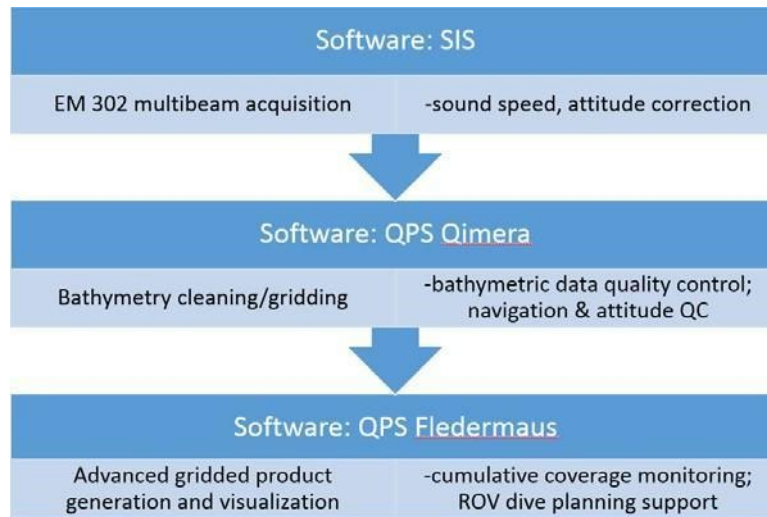 Software: SIS
EM 302 multibeam acquisition
-sound speed, attitude correction
Software: QPS Qimera
Bathymetry cleaning/gridding
-bathymetric data quality control;
navigation & attitude QC
Software: QPS Fledermaus
Advanced gridded product
generation and visualization
-cumulative coverage monitoring;
ROV dive planning support